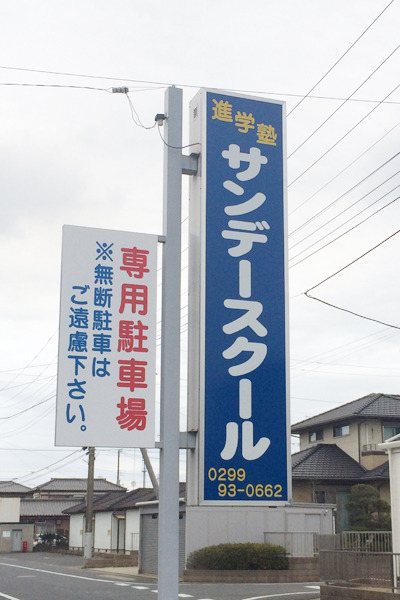 進学塾
サンデースクール
0299
93-0662
専用駐車場
※無断駐車は
ご遠慮下さい。